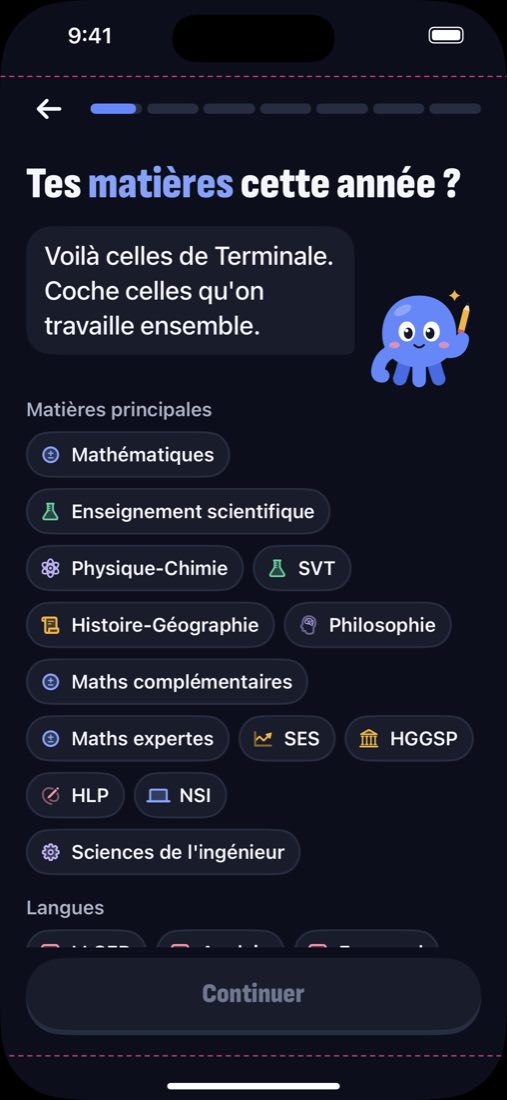 9:41
Tes matières cette année ?
Voilà celles de Terminale.
Coche celles qu'on
travaille ensemble.
Matières principales
Mathématiques
Enseignement scientifique
Physique-Chimie SVT
Histoire-Géographie Philosophie
Maths complémentaires
Maths expertes SES HGGSP
HLP NSI
Sciences de l'ingénieur
Langues
Continuer